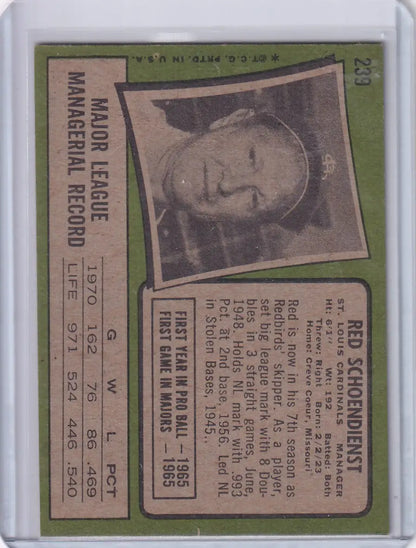 239
RED SCHOENDIENST
ST. LOUIS CARDINALS MANAGER
Ht: 6'1" Wt: 192 Batted: Both
Threw: Right Born: 2/2/23
Home: Creve Coeur, Missouri
Red is now in his 7th season as
Redbirds' skipper. As a player,
set big league mark with 8 Dou-
bles in 3 straight games, June,
1948. Holds NL mark with .993
Pct. at 2nd base, 1956. Led NL
in Stolen Bases, 1945..
FIRST YEAR IN PRO BALL – 1965
FIRST GAME IN MAJORS – 1965
*©T.C.G. PRTD. IN U.S.A.
MAJOR LEAGUE
MANAGERIAL RECORD
G W L PCT
1970 162 76 86 .469
LIFE 971 524 446 .540